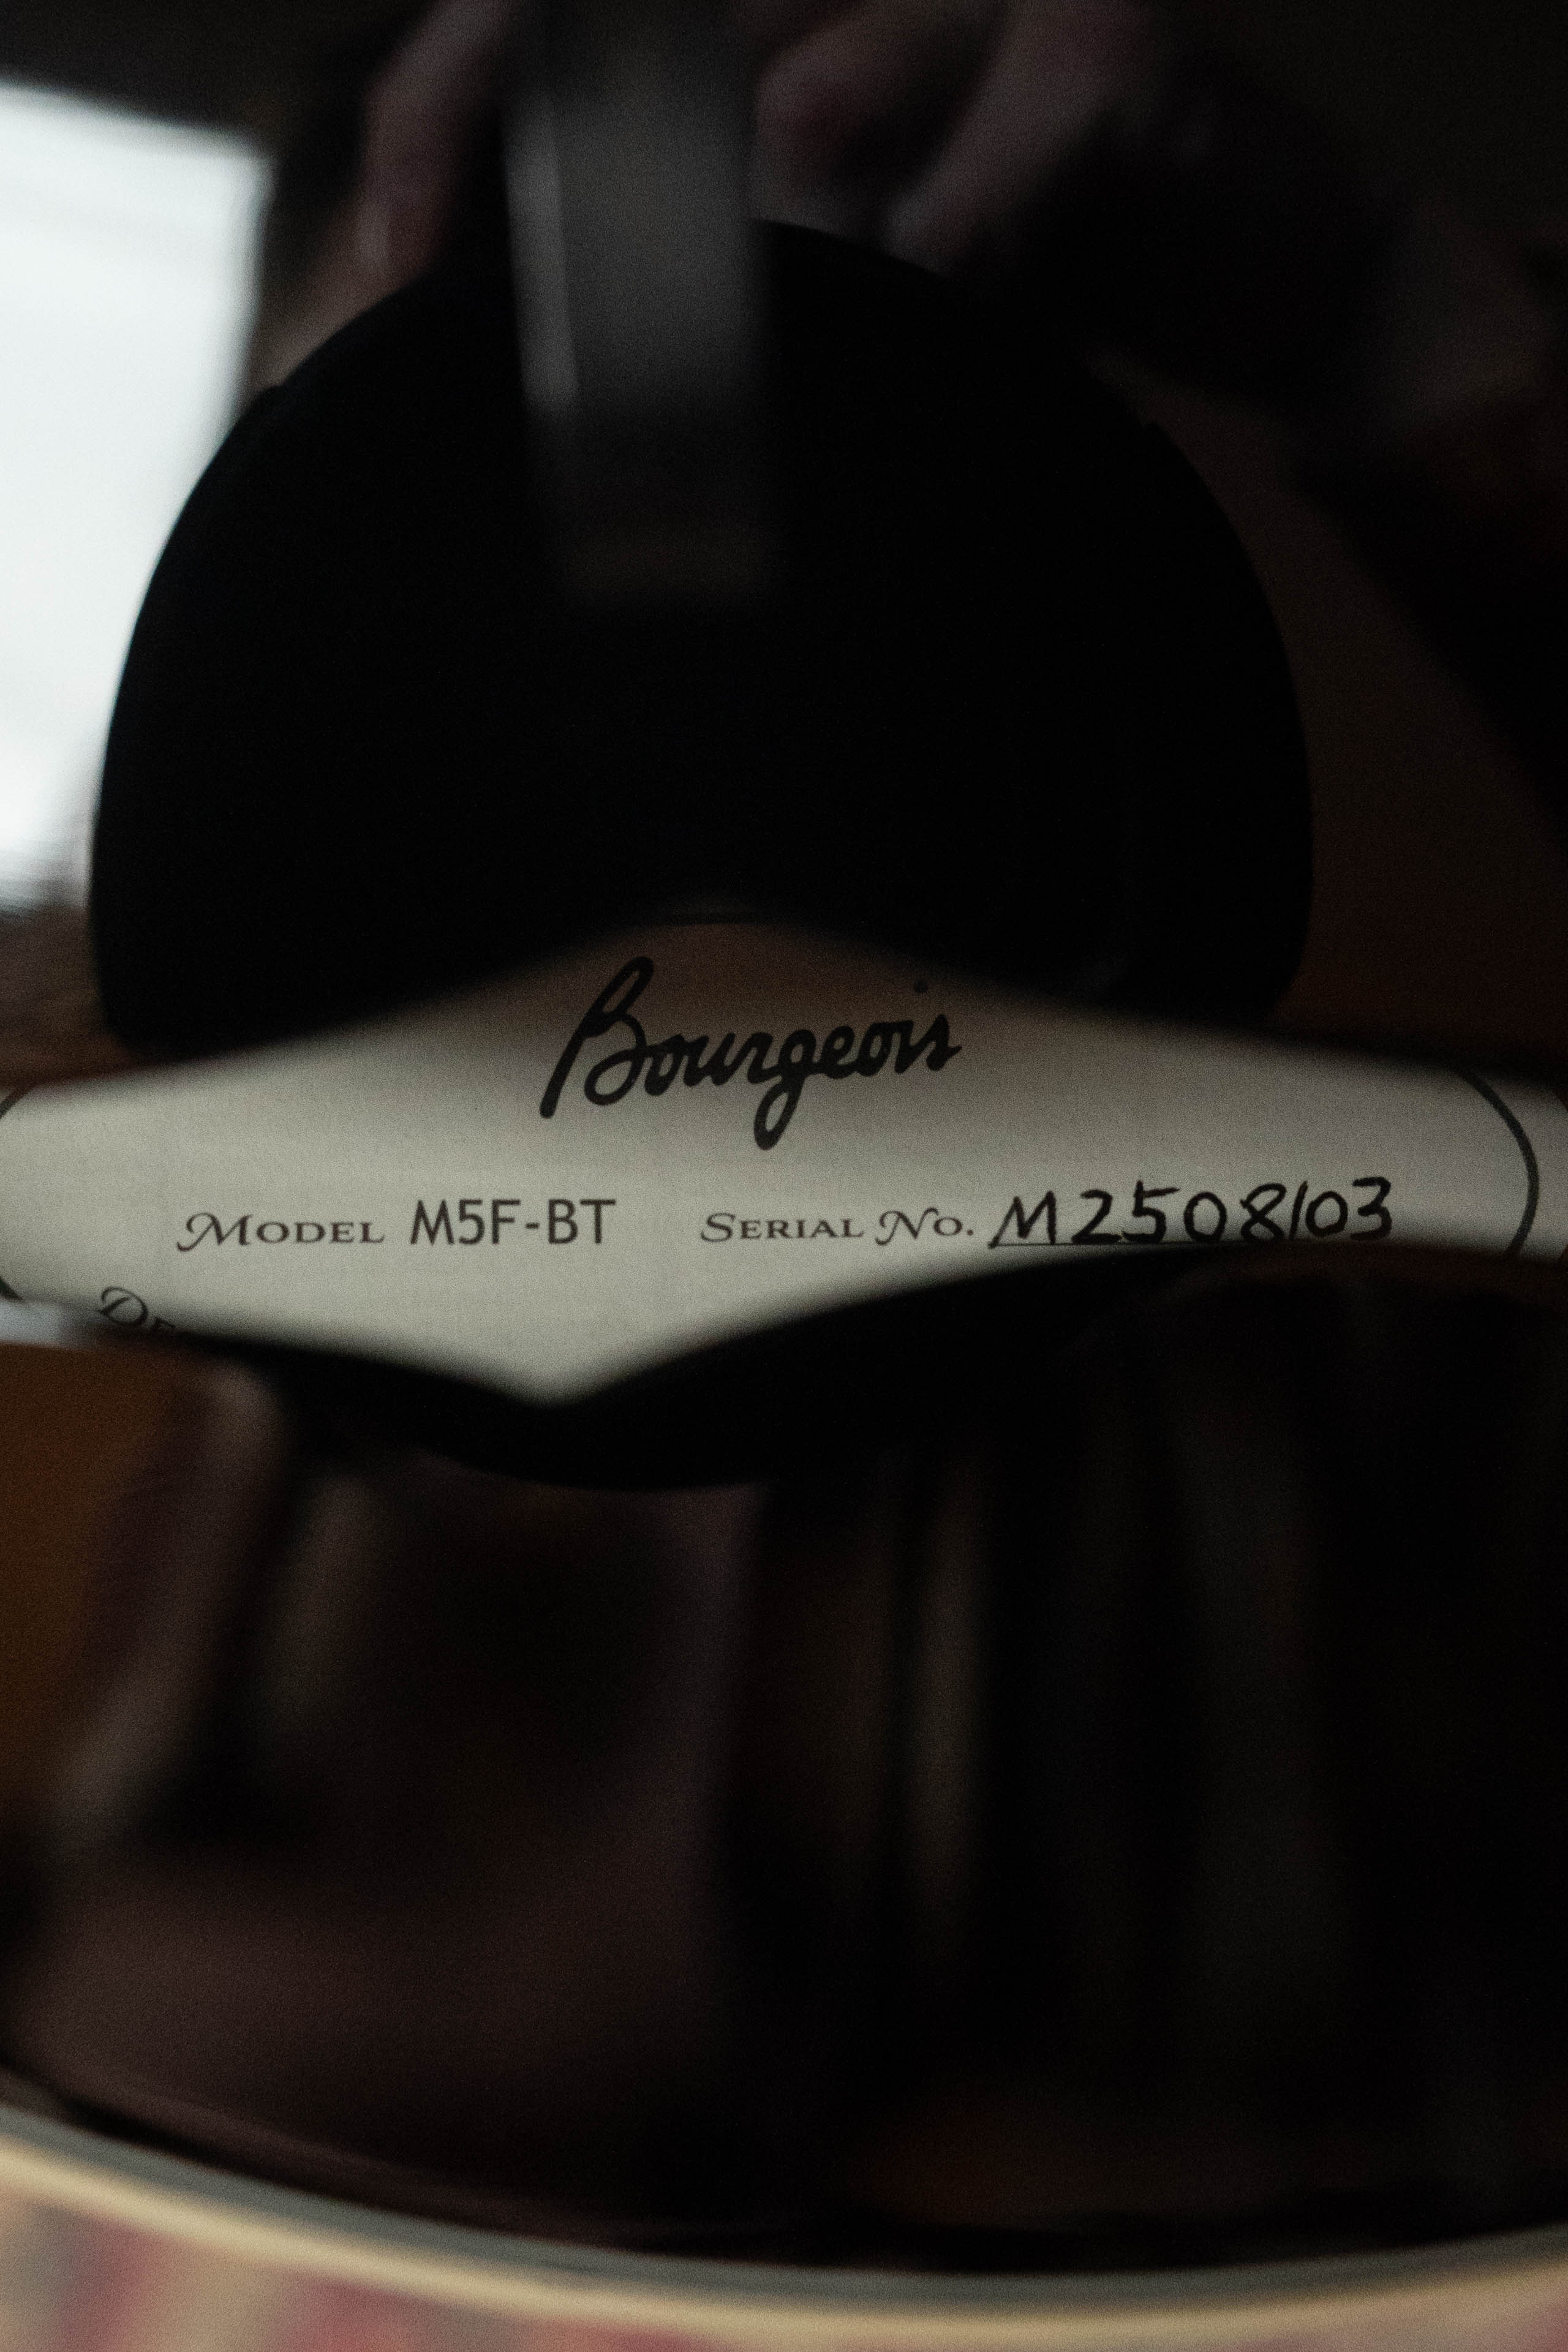 Bourgeois
MODEL M5F-BT SERIAL NO. M2508103